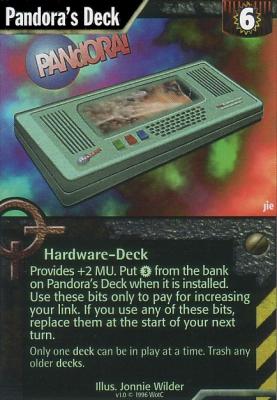 Pandora's Deck
6
PANdORA!
jie
Hardware-Deck
Provides +2 MU. Put 3 from the bank
on Pandora's Deck when it is installed.
Use these bits only to pay for increasing
your link. If you use any of these bits,
replace them at the start of your next
turn.
Only one deck can be in play at a time. Trash any
older decks.
Illus. Jonnie Wilder
v1.0 © 1996 WotC